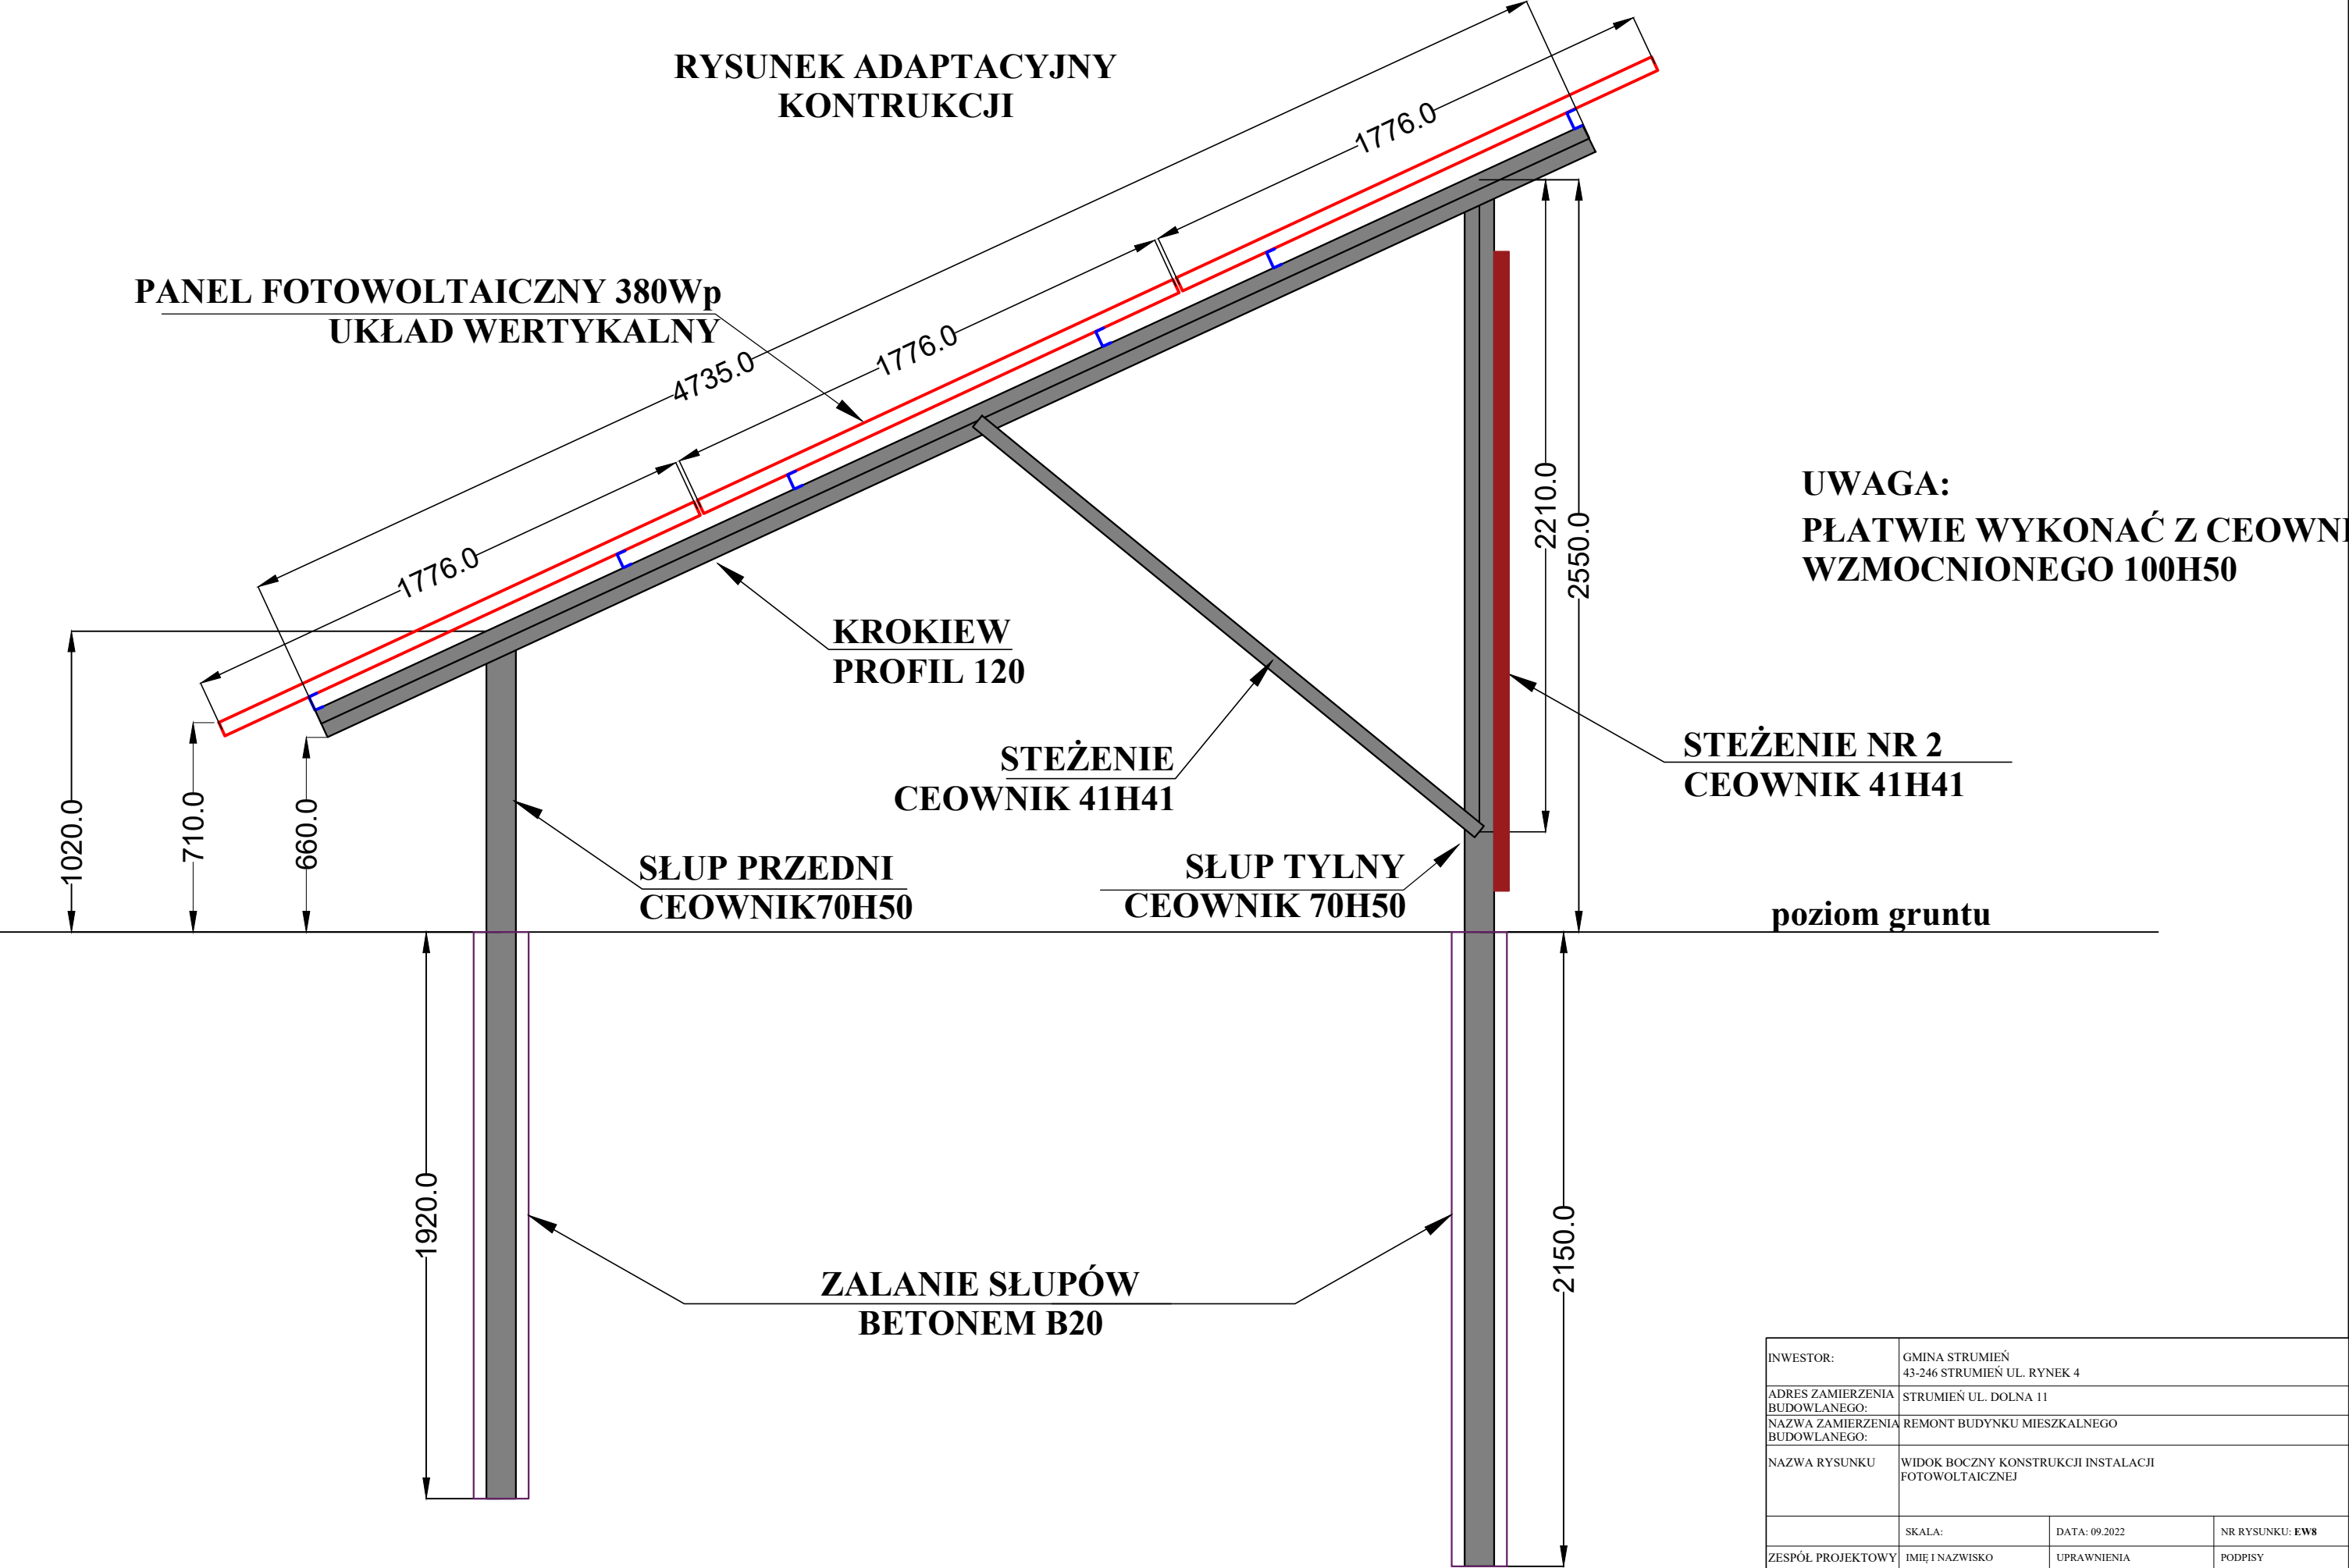 RYSUNEK ADAPTACYJNY
KONTRUKCJI
1776.0
PANEL FOTOWOLTAICZNY 380Wp
UKŁAD WERTYKALNY
4735.0
1776.0
1776.0
2210.0
2550.0
UWAGA:
PŁATWIE WYKONAĆ Z CEOWNI
WZMOCNIONEGO 100H50
KROKIEW
PROFIL 120
STEŻENIE
CEOWNIK 41H41
STEŻENIE NR 2
CEOWNIK 41H41
1020.0
710.0
660.0
SŁUP PRZEDNI
CEOWNIK70H50
SŁUP TYLNY
CEOWNIK 70H50
poziom gruntu
1920.0
2150.0
ZALANIE SŁUPÓW
BETONEM B20
INWESTOR: GMINA STRUMIEŃ
43-246 STRUMIEŃ UL. RYNEK 4
ADRES ZAMIERZENIA BUDOWLANEGO: STRUMIEŃ UL. DOLNA 11
NAZWA ZAMIERZENIA BUDOWLANEGO: REMONT BUDYNKU MIESZKALNEGO
NAZWA RYSUNKU WIDOK BOCZNY KONSTRUKCJI INSTALACJI
FOTOWOLTAICZNEJ
SKALA: DATA: 09.2022 NR RYSUNKU: EW8
ZESPÓŁ PROJEKTOWY IMIĘ I NAZWISKO UPRAWNIENIA PODPISY